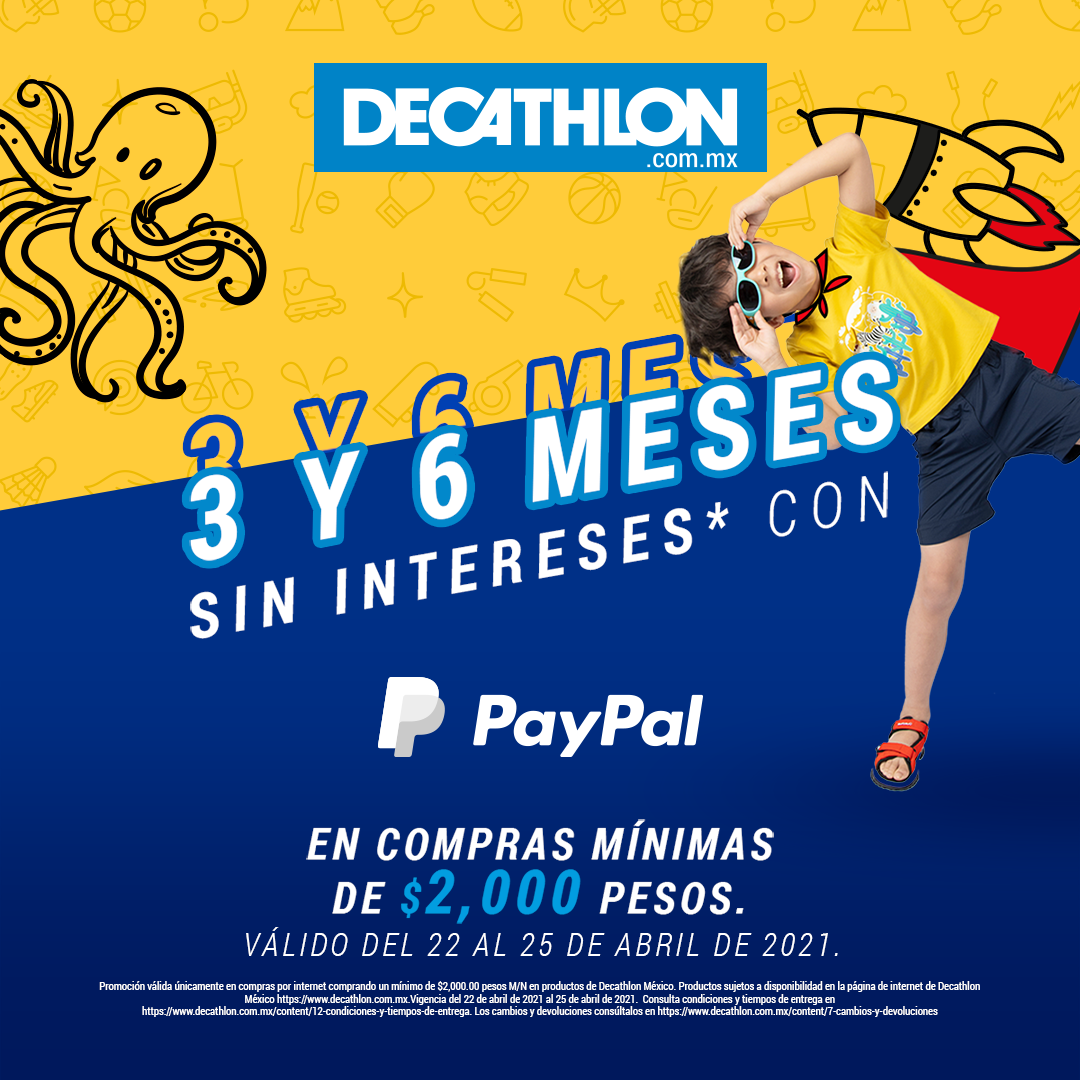 DECATHLON
.com.mx
3 Y 6 MES
3 Y 6 MESES
SIN INTERESES* CON
PayPal
EN COMPRAS MÍNIMAS
DE $2,000 PESOS.
VÁLIDO DEL 22 AL 25 DE ABRIL DE 2021.
Promoción válida únicamente en compras por internet comprando un mínimo de $2,000.00 pesos M/N en productos de Decathlon México. Productos sujetos a disponibilidad en la página de internet de Decathlon
México https://www.decathlon.com.mx.Vigencia del 22 de abril de 2021 al 25 de abril de 2021. Consulta condiciones y tiempos de entrega en
https://www.decathlon.com.mx/content/12-condiciones-y-tiempos-de-entrega. Los cambios y devoluciones consúltalos en https://www.decathlon.com.mx/content/7-cambios-y-devoluciones